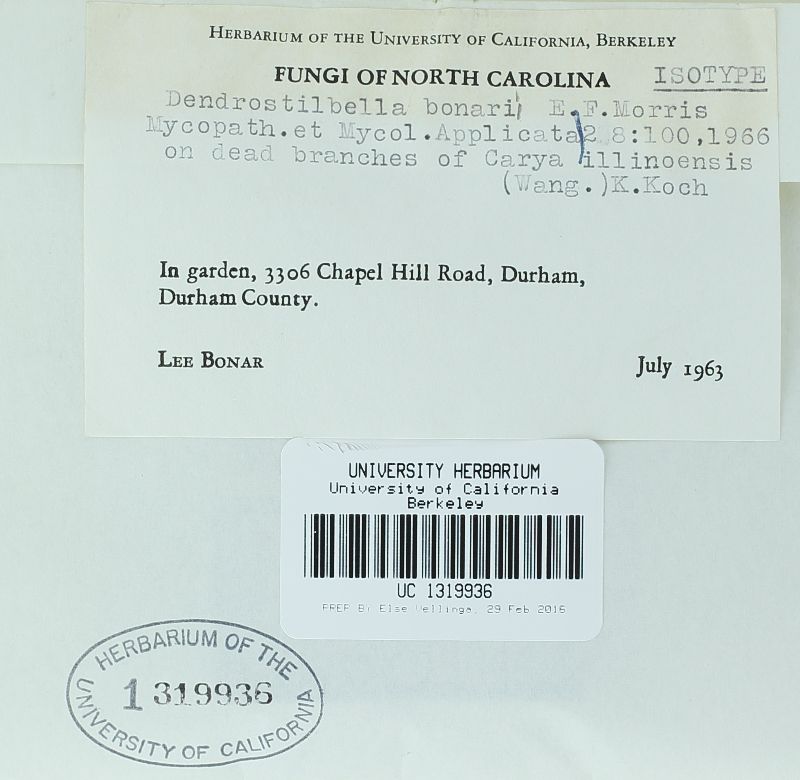 HERBARIUM OF THE UNIVERSITY OF CALIFORNIA, BERKELEY
FUNGI OF NORTH CAROLINA ISOTYPE
Dendrostilbella bonari E.F.Morris
Mycopath.et Mycol.Applicata 28:100,1966
on dead branches of Carya illinoensis
(Wang.)K.Koch
In garden, 3306 Chapel Hill Road, Durham,
Durham County.
LEE BONAR July 1963
UNIVERSITY HERBARIUM
University of California
Berkeley
UC 1319936
PREP By Else Vellinga, 29 Feb 2016
HERBARIUM OF THE
1319936
UNIVERSITY OF CALIFORNIA